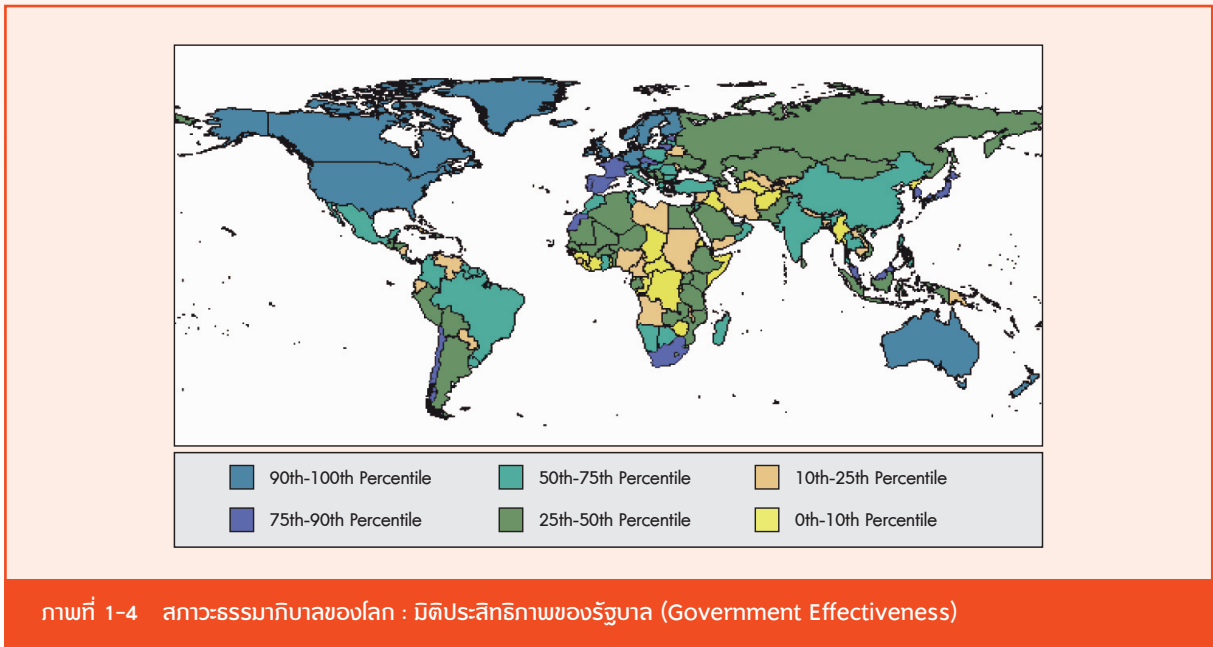 90th-100th Percentile 50th-75th Percentile 10th-25th Percentile
75th-90th Percentile 25th-50th Percentile 0th-10th Percentile
ภาพที่ 1-4 สภาวะธรรมาภิบาลของโลก : มิติประสิทธิภาพของรัฐบาล (Government Effectiveness)